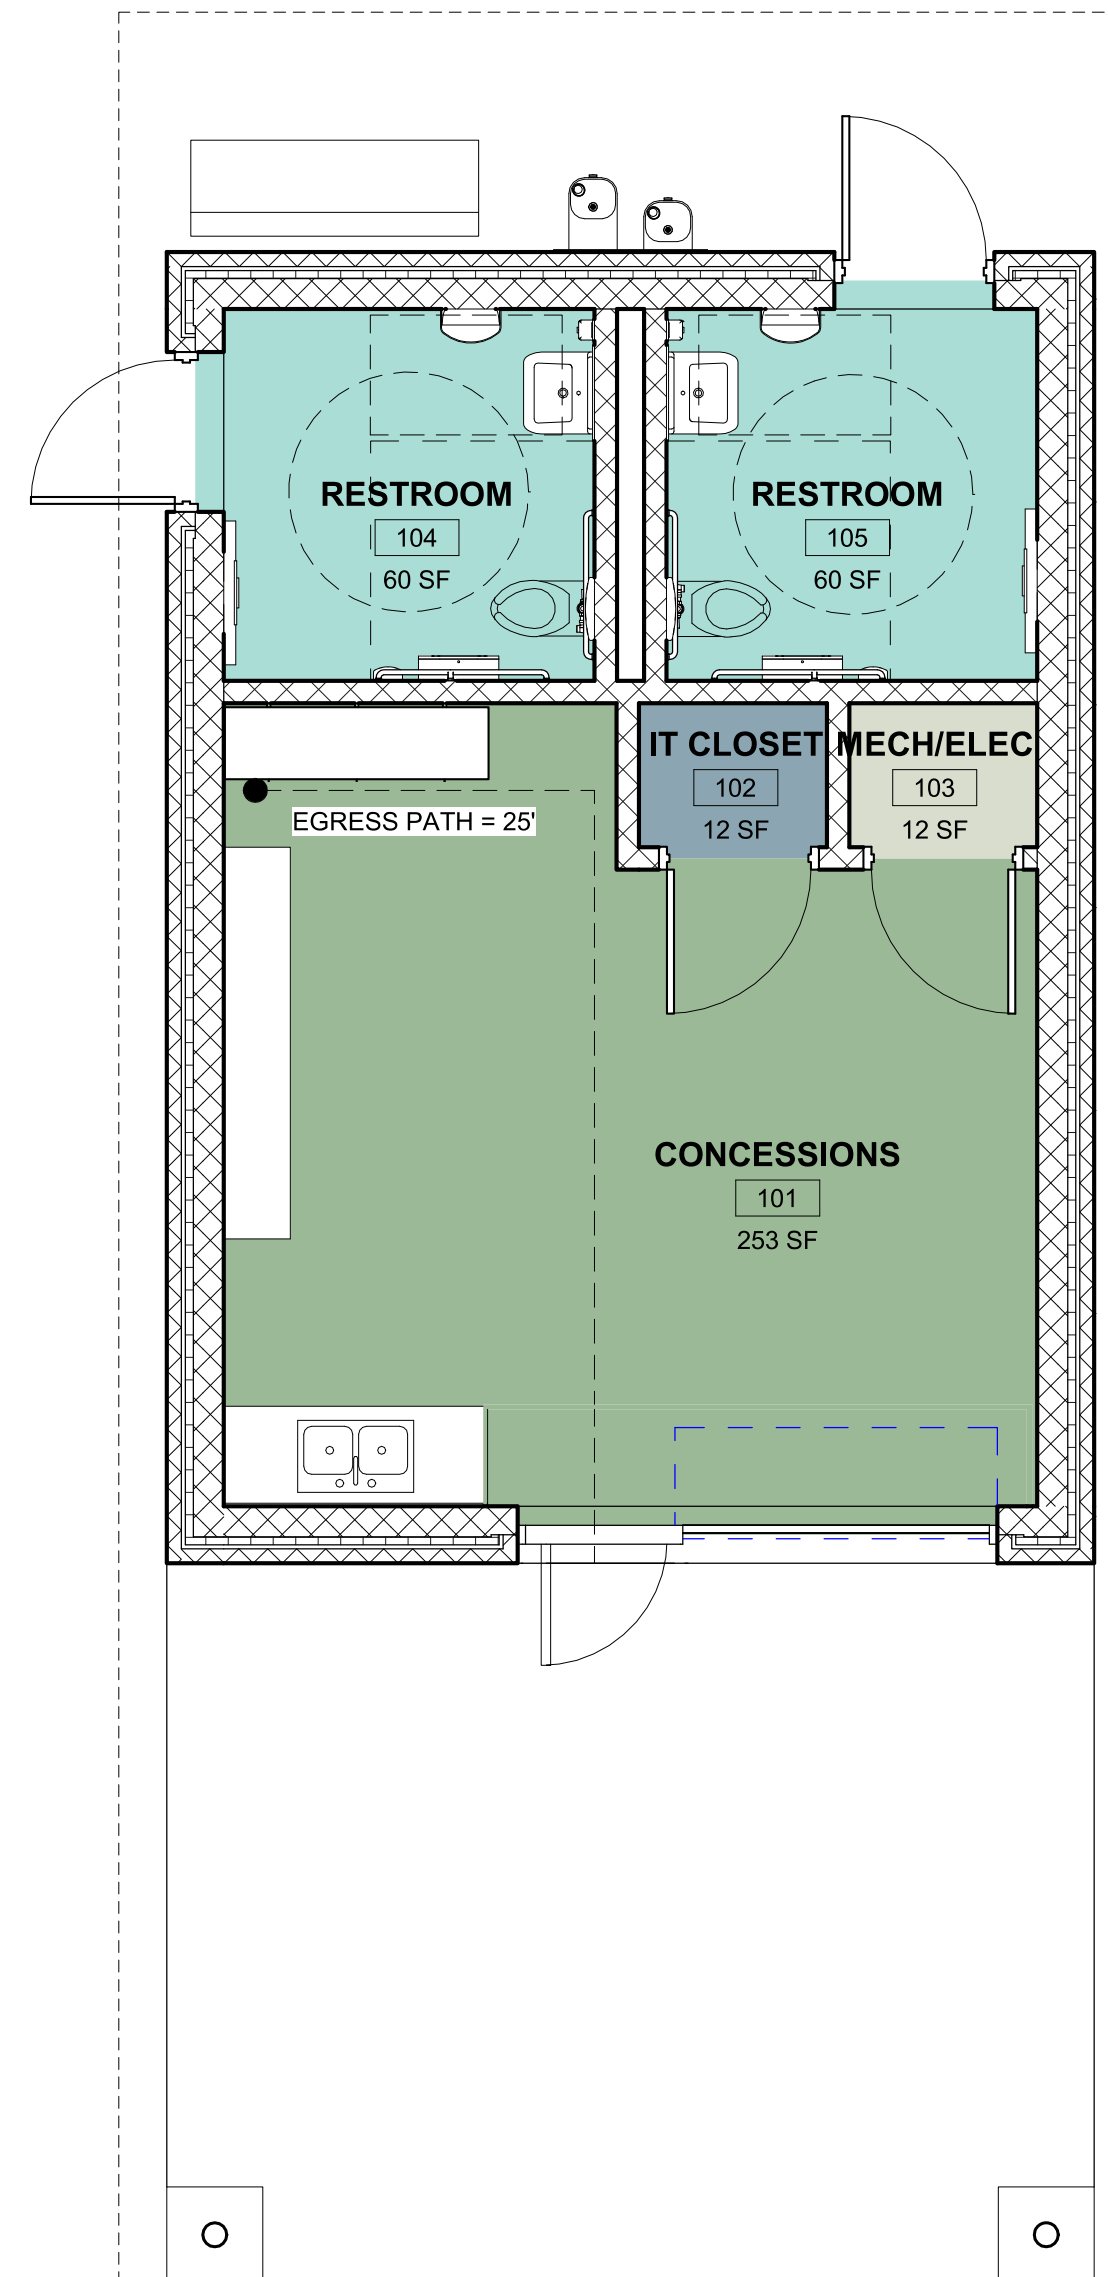 RESTROOM
104
60 SF
RESTROOM
105
60 SF
IT CLOSET
102
12 SF
MECH/ELEC
103
12 SF
EGRESS PATH = 25'
CONCESSIONS
101
253 SF